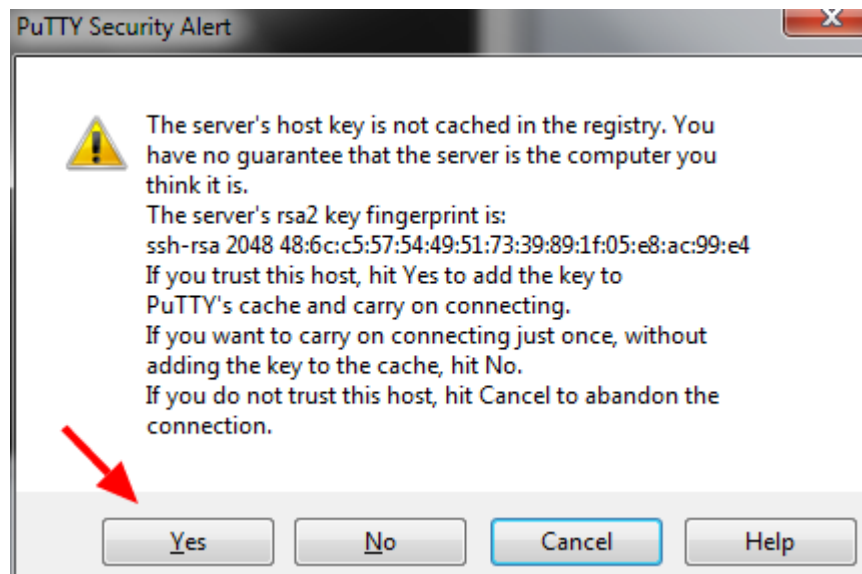 PuTTY Security Alert
The server's host key is not cached in the registry. You
have no guarantee that the server is the computer you
think it is.
The server's rsa2 key fingerprint is:
ssh-rsa 2048 48:6c:c5:57:54:49:51:73:39:89:1f:05:e8:ac:99:e4
If you trust this host, hit Yes to add the key to
PuTTY's cache and carry on connecting.
If you want to carry on connecting just once, without
adding the key to the cache, hit No.
If you do not trust this host, hit Cancel to abandon the
connection.
Yes No Cancel Help